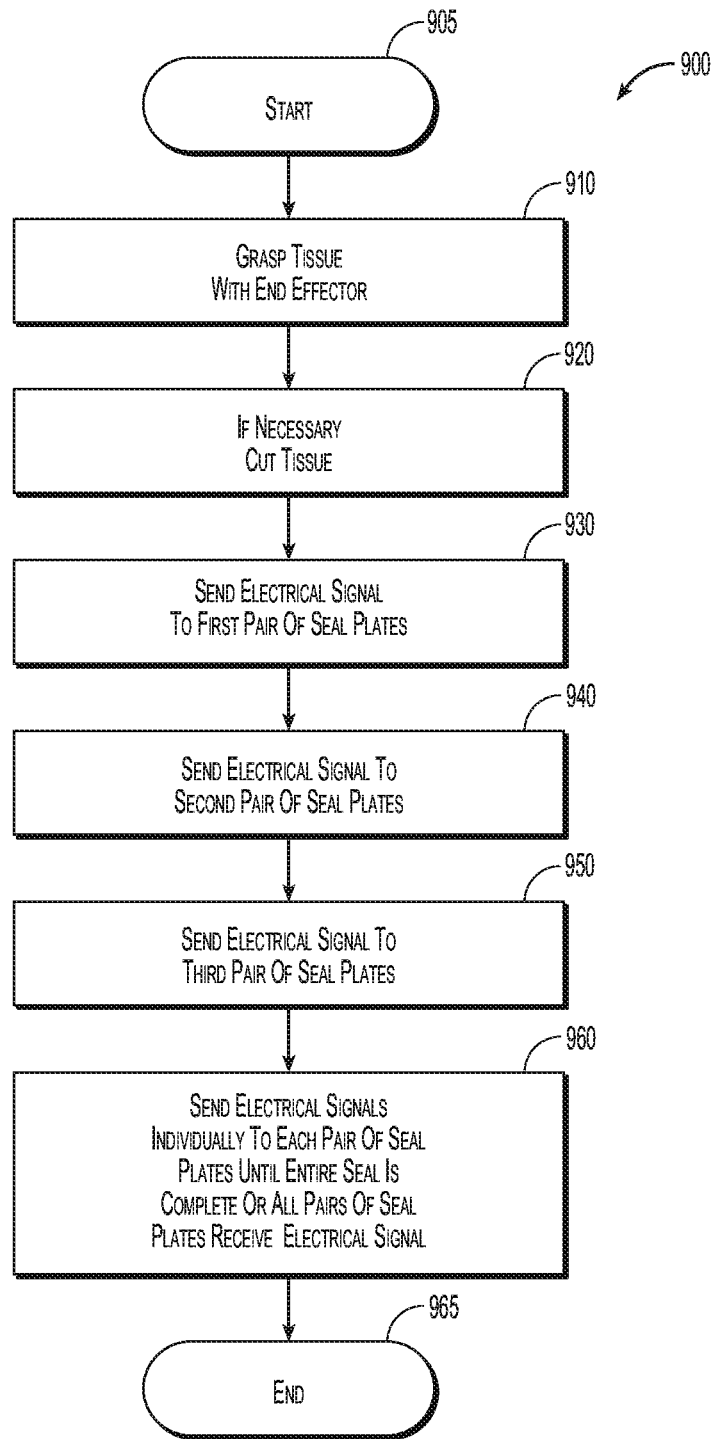 905
900
START
910
GRASP TISSUE
WITH END EFFECTOR
920
IF NECESSARY
CUT TISSUE
930
SEND ELECTRICAL SIGNAL
TO FIRST PAIR OF SEAL PLATES
940
SEND ELECTRICAL SIGNAL TO
SECOND PAIR OF SEAL PLATES
950
SEND ELECTRICAL SIGNAL TO
THIRD PAIR OF SEAL PLATES
960
SEND ELECTRICAL SIGNALS
INDIVIDUALLY TO EACH PAIR OF SEAL
PLATES UNTIL ENTIRE SEAL IS
COMPLETE OR ALL PAIRS OF SEAL
PLATES RECEIVE ELECTRICAL SIGNAL
965
END